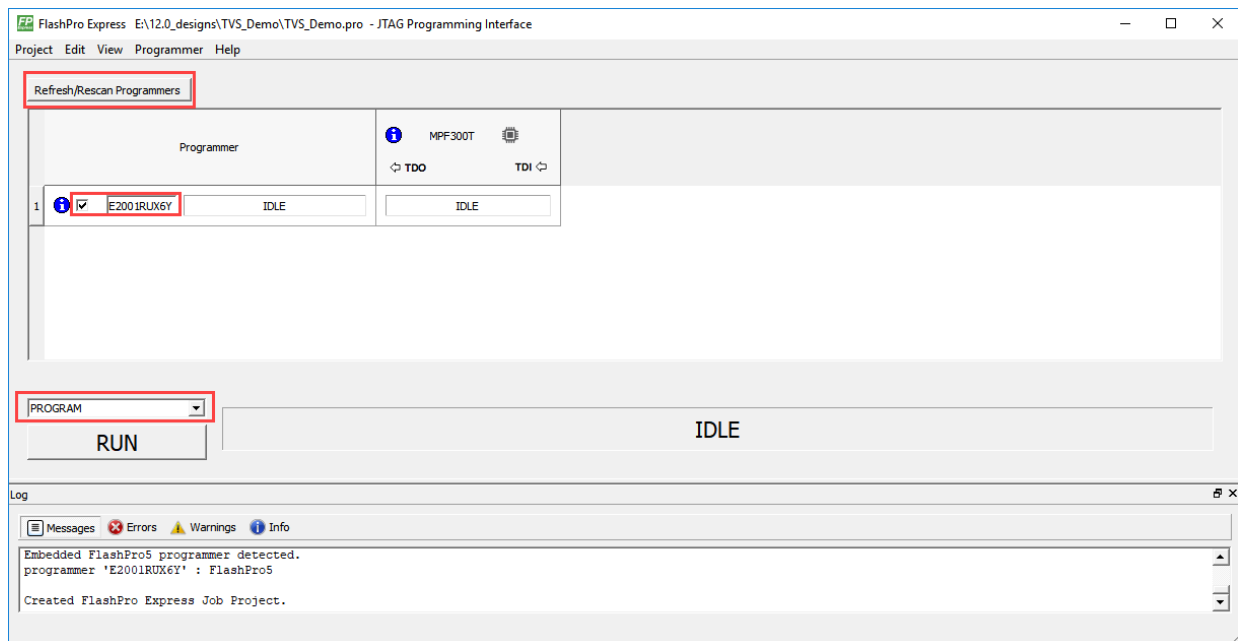 FP FlashPro Express E:\12.0_designs\TVS_Demo\TVS_Demo.pro - JTAG Programming Interface
Project Edit View Programmer Help
Refresh/Rescan Programmers
Programmer
MPF300T
TDO TDI
1 E2001RUX6Y IDLE IDLE
PROGRAM
RUN
IDLE
Log
Messages Errors Warnings Info
Embedded FlashPro5 programmer detected.
programmer 'E2001RUX6Y' : FlashPro5
Created FlashPro Express Job Project.